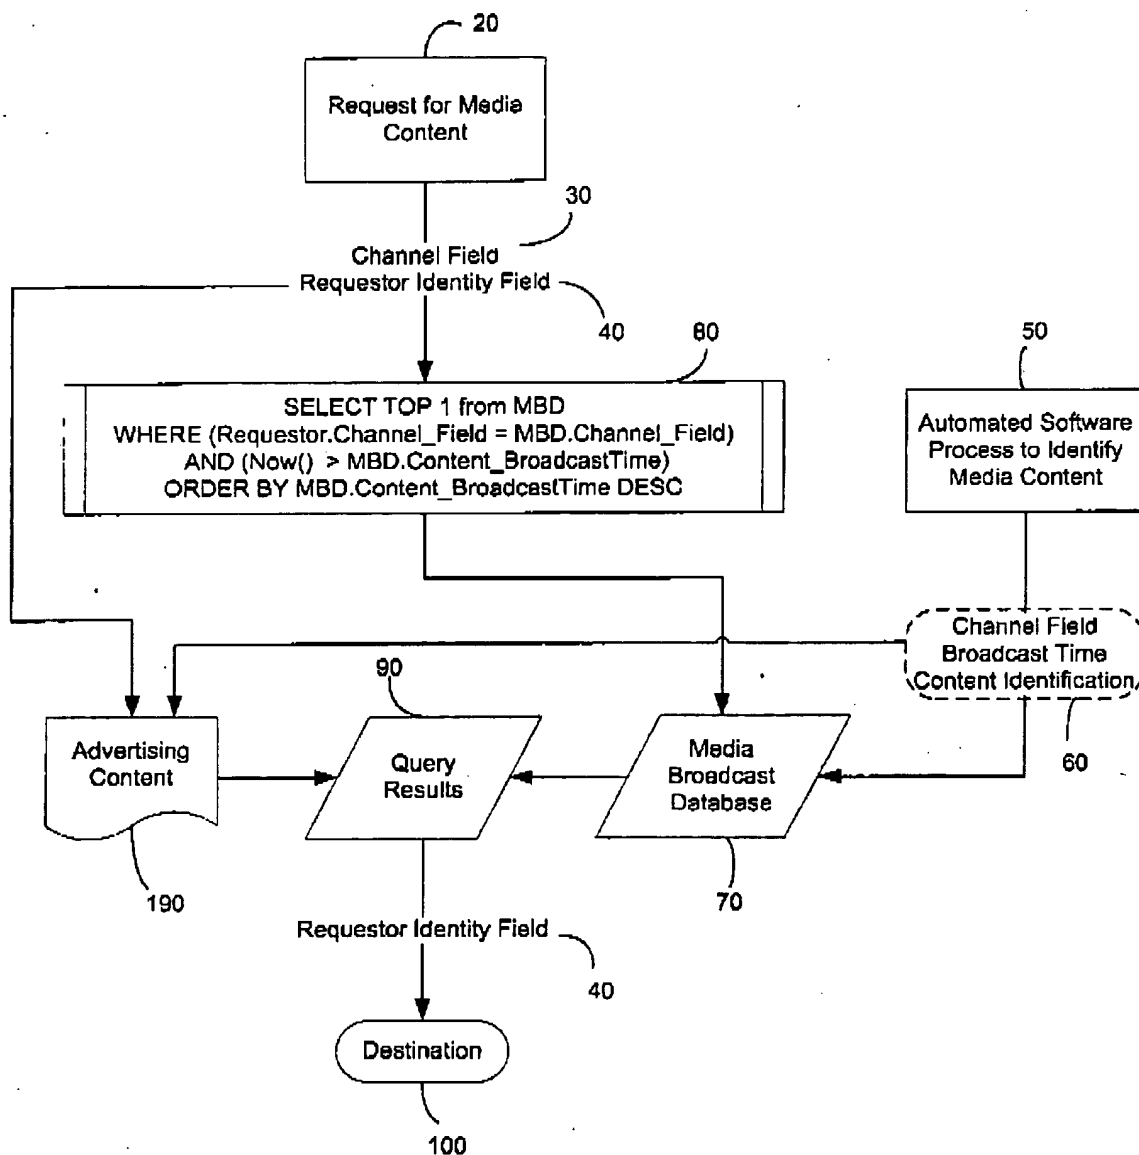 20
Request for Media
Content
30
Channel Field
Requestor Identity Field
40
80
50
SELECT TOP 1 from MBD
WHERE (Requestor.Channel_Field = MBD.Channel_Field)
AND (Now() > MBD.Content_BroadcastTime)
ORDER BY MBD.Content_BroadcastTime DESC
Automated Software
Process to Identify
Media Content
Channel Field
Broadcast Time
Content Identification
60
90
Advertising
Content
Query
Results
Media
Broadcast
Database
190
70
Requestor Identity Field
40
Destination
100